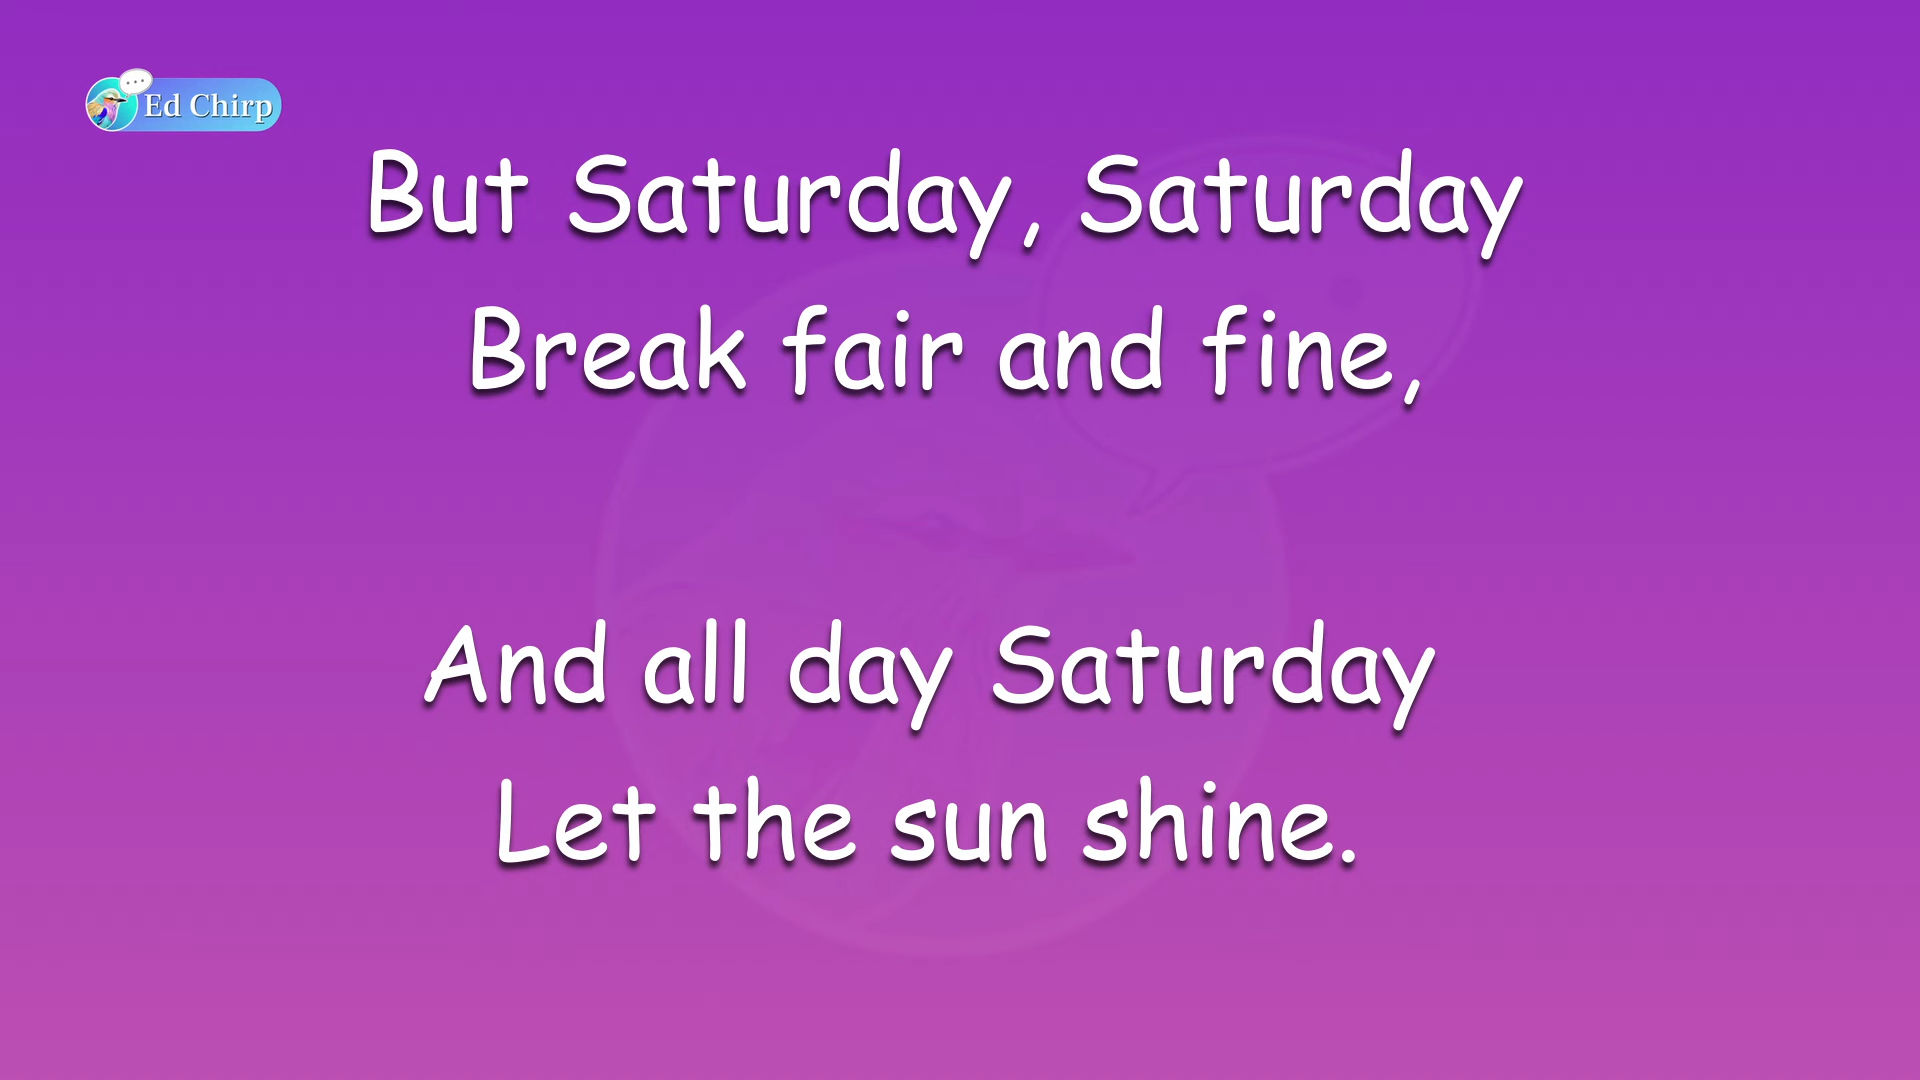 Ed Chirp
But Saturday, Saturday
Break fair and fine,
And all day Saturday
Let the sun shine.